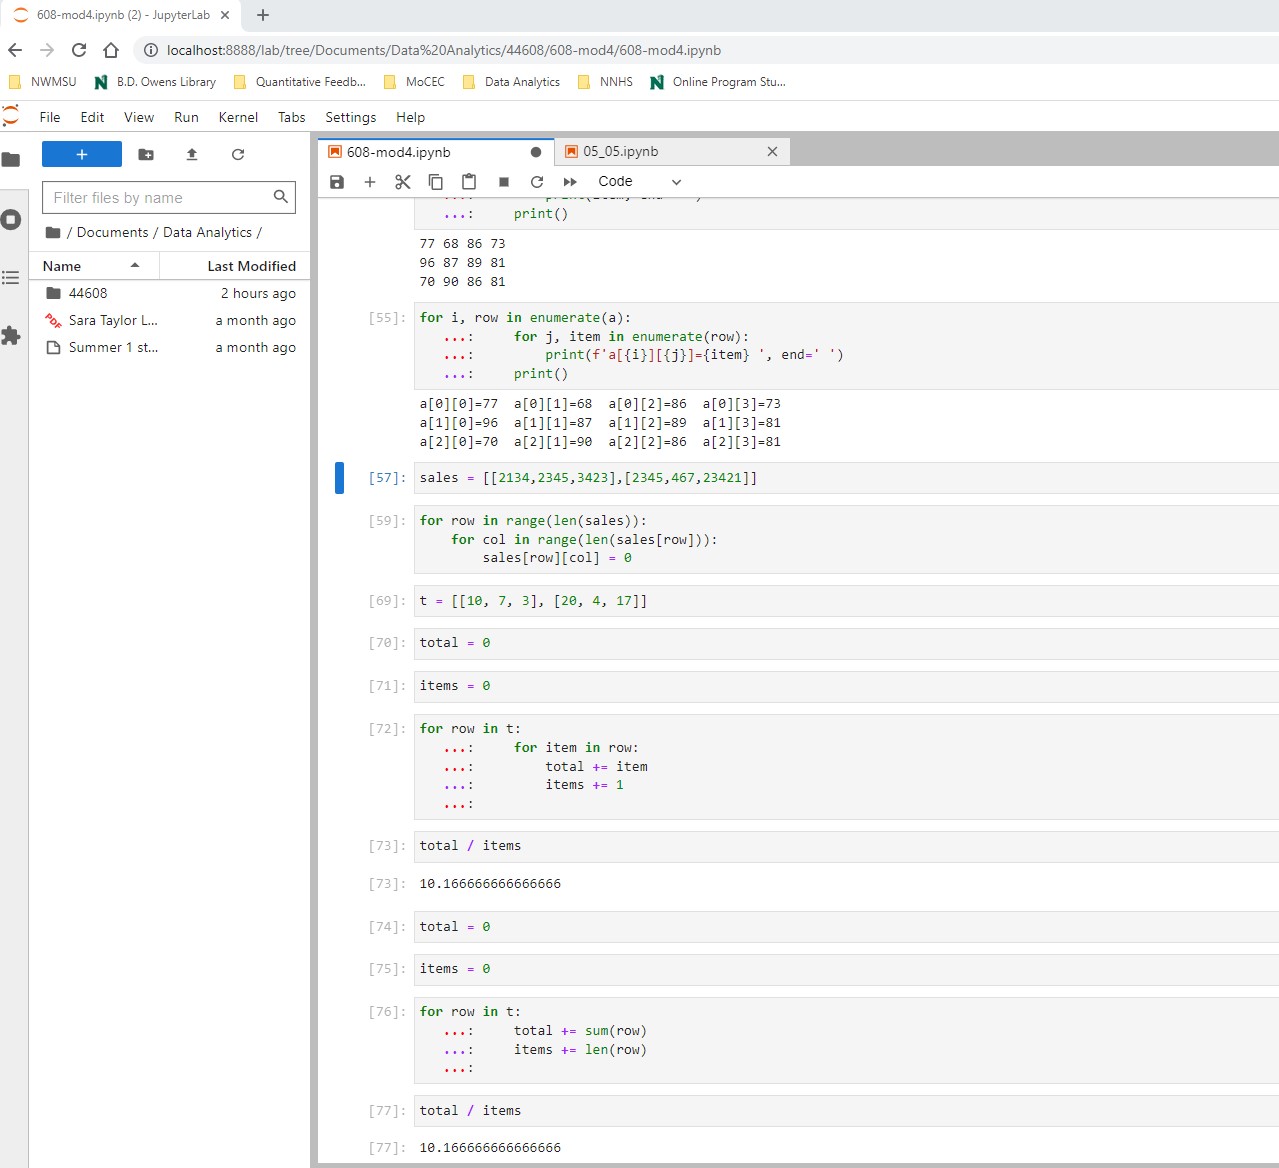 608-mod4.ipynb (2) - JupyterLab
localhost:8888/lab/tree/Documents/Data%20Analytics/44608/608-mod4/608-mod4.ipynb
NWMSU B.D. Owens Library Quantitative Feedb... MoCEC Data Analytics NNHS Online Program Stu...
File Edit View Run Kernel Tabs Settings Help
608-mod4.ipynb 05_05.ipynb
Code
Filter files by name
/ Documents / Data Analytics /
Name Last Modified
44608 2 hours ago
Sara Taylor L... a month ago
Summer 1 st... a month ago
...: print()
77 68 86 73
96 87 89 81
70 90 86 81
[55]: for i, row in enumerate(a):
...: for j, item in enumerate(row):
...: print(f'a[{i}][{j}]={item} ', end=' ')
...: print()
a[0][0]=77 a[0][1]=68 a[0][2]=86 a[0][3]=73
a[1][0]=96 a[1][1]=87 a[1][2]=89 a[1][3]=81
a[2][0]=70 a[2][1]=90 a[2][2]=86 a[2][3]=81
[57]: sales = [[2134,2345,3423],[2345,467,23421]]
[59]: for row in range(len(sales)):
for col in range(len(sales[row])):
sales[row][col] = 0
[69]: t = [[10, 7, 3], [20, 4, 17]]
[70]: total = 0
[71]: items = 0
[72]: for row in t:
...: for item in row:
...: total += item
...: items += 1
...:
[73]: total / items
[73]: 10.166666666666666
[74]: total = 0
[75]: items = 0
[76]: for row in t:
...: total += sum(row)
...: items += len(row)
...:
[77]: total / items
[77]: 10.166666666666666